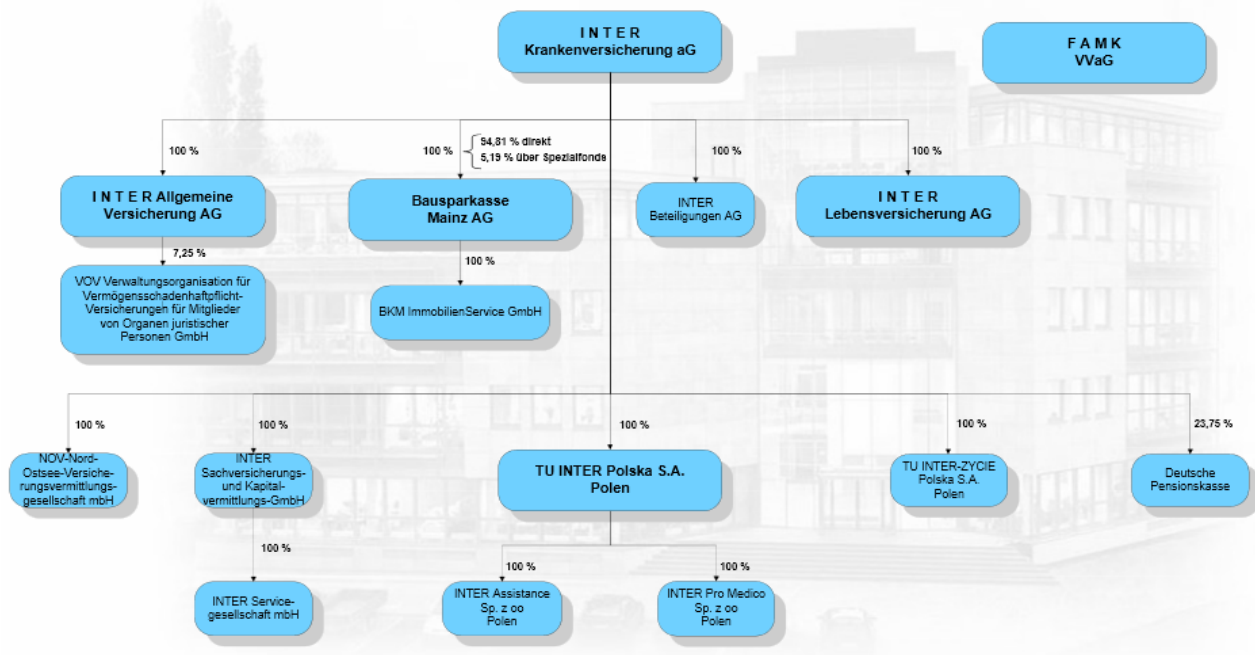 I N T E R
Krankenversicherung aG
F A M K
VVaG
100 %
100 %
94,81 % direkt
5,19 % über Spezialfonds
100 %
100 %
I N T E R Allgemeine
Versicherung AG
Bausparkasse
Mainz AG
INTER
Beteiligungen AG
I N T E R
Lebensversicherung AG
7,25 %
100 %
VOV Verwaltungsorganisation für
Vermögensschadenhaftpflicht-
Versicherungen für Mitglieder
von Organen juristischer
Personen GmbH
BKM ImmobilienService GmbH
100 %
100 %
100 %
100 %
23,75 %
NOV-Nord-
Ostsee-Versiche-
rungsvermittlungs-
gesellschaft mbH
INTER
Sachversicherungs-
und Kapital-
vermittlungs-GmbH
TU INTER Polska S.A.
Polen
TU INTER-ZYCIE
Polska S.A.
Polen
Deutsche
Pensionskasse
100 %
100 %
100 %
INTER Service-
gesellschaft mbH
INTER Assistance
Sp. z oo
Polen
INTER Pro Medico
Sp. z oo
Polen